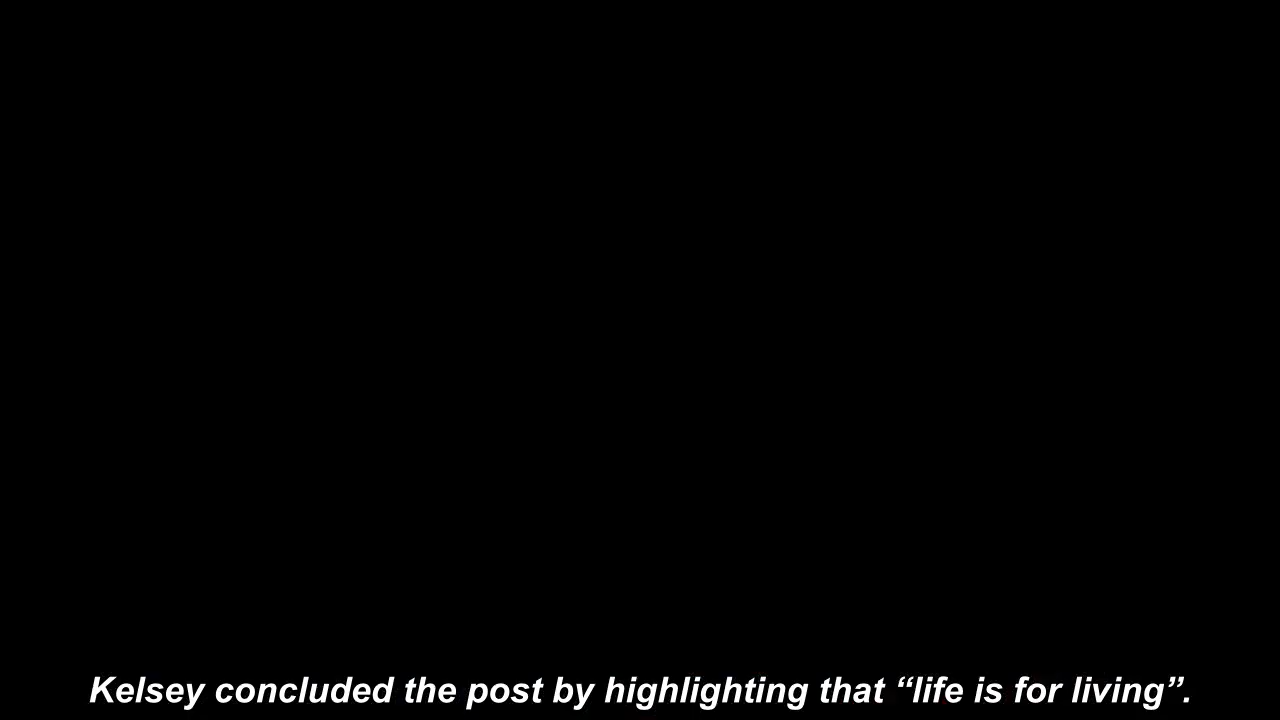 Kelsey concluded the post by highlighting that “life is for living”.